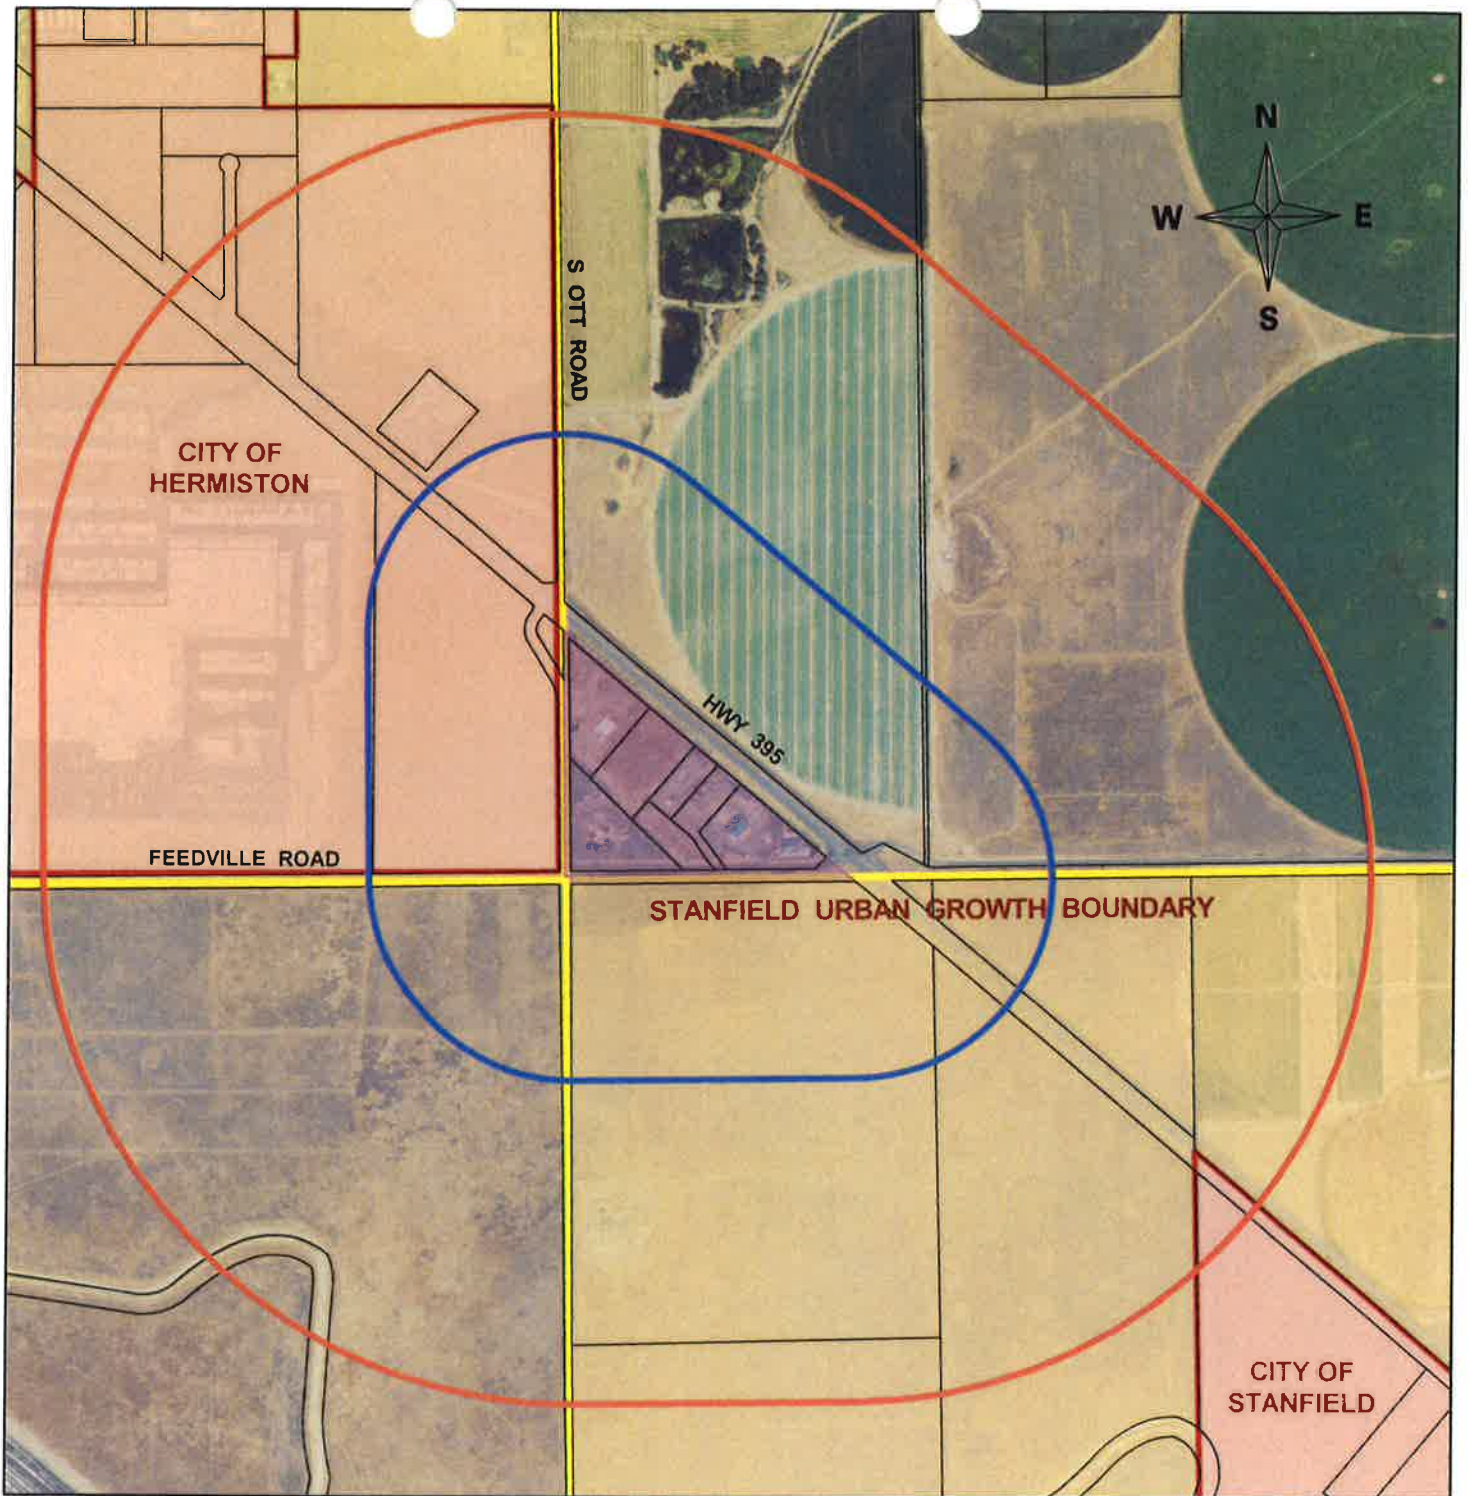 N
W E
S
S OTT ROAD
CITY OF
HERMISTON
HWY 395
FEEDVILLE ROAD
STANFIELD URBAN GROWTH BOUNDARY
CITY OF
STANFIELD